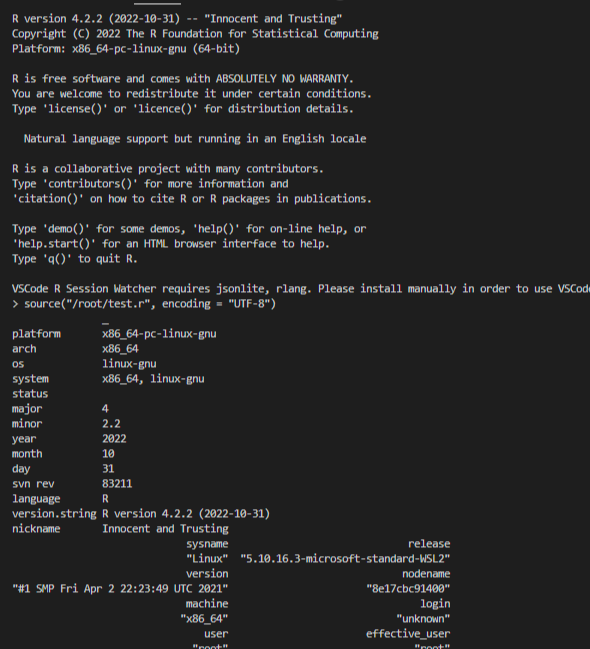 R version 4.2.2 (2022-10-31) -- "Innocent and Trusting"
Copyright (C) 2022 The R Foundation for Statistical Computing
Platform: x86_64-pc-linux-gnu (64-bit)
R is free software and comes with ABSOLUTELY NO WARRANTY.
You are welcome to redistribute it under certain conditions.
Type 'license()' or 'licence()' for distribution details.
Natural language support but running in an English locale
R is a collaborative project with many contributors.
Type 'contributors()' for more information and
'citation()' on how to cite R or R packages in publications.
Type 'demo()' for some demos, 'help()' for on-line help, or
'help.start()' for an HTML browser interface to help.
Type 'q()' to quit R.
VSCode R Session Watcher requires jsonlite, rlang. Please install manually in order to use VSCod
> source("/root/test.r", encoding = "UTF-8")
_
platform x86_64-pc-linux-gnu
arch x86_64
os linux-gnu
system x86_64, linux-gnu
status
major 4
minor 2.2
year 2022
month 10
day 31
svn rev 83211
language R
version.string R version 4.2.2 (2022-10-31)
nickname Innocent and Trusting
sysname release
"Linux" "5.10.16.3-microsoft-standard-WSL2"
version nodename
"#1 SMP Fri Apr 2 22:23:49 UTC 2021" "8e17cbc91400"
machine login
"x86_64" "unknown"
user effective_user
"root" "root"